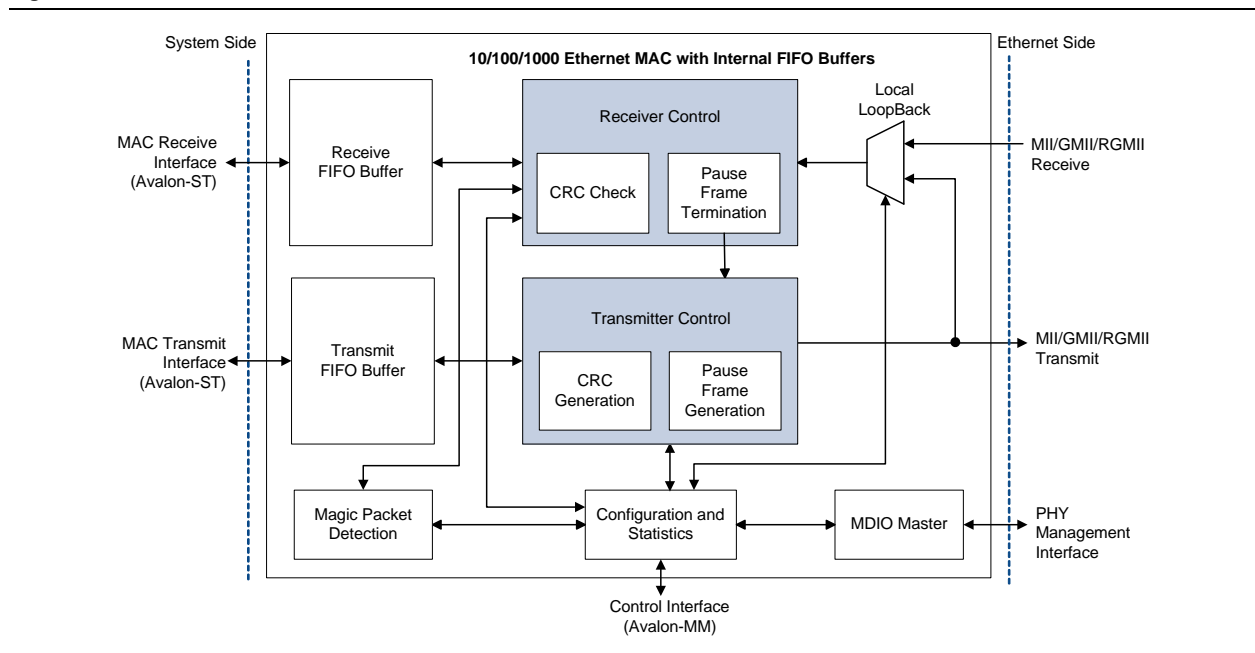 System Side
Ethernet Side
10/100/1000 Ethernet MAC with Internal FIFO Buffers
MAC Receive
Interface
(Avalon-ST)
Receive
FIFO Buffer
Receiver Control
CRC Check
Pause
Frame
Termination
Local
LoopBack
MII/GMII/RGMII
Receive
MAC Transmit
Interface
(Avalon-ST)
Transmit
FIFO Buffer
Transmitter Control
CRC
Generation
Pause
Frame
Generation
MII/GMII/RGMII
Transmit
Magic Packet
Detection
Configuration and
Statistics
MDIO Master
PHY
Management
Interface
Control Interface
(Avalon-MM)